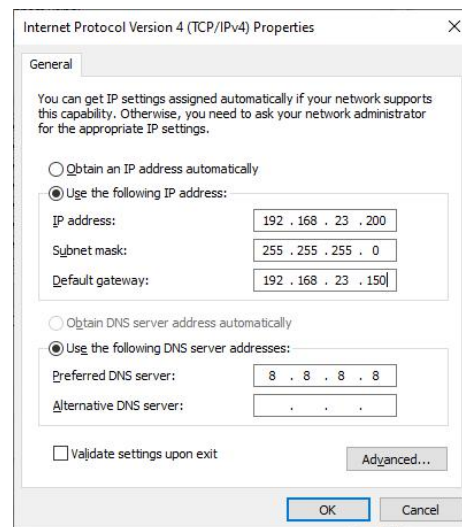 Internet Protocol Version 4 (TCP/IPv4) Properties
General
You can get IP settings assigned automatically if your network supports
this capability. Otherwise, you need to ask your network administrator
for the appropriate IP settings.
Obtain an IP address automatically
Use the following IP address:
IP address: 192 . 168 . 23 . 200
Subnet mask: 255 . 255 . 255 . 0
Default gateway: 192 . 168 . 23 . 150
Obtain DNS server address automatically
Use the following DNS server addresses:
Preferred DNS server: 8 . 8 . 8 . 8
Alternative DNS server: . . .
Validate settings upon exit
Advanced...
OK Cancel